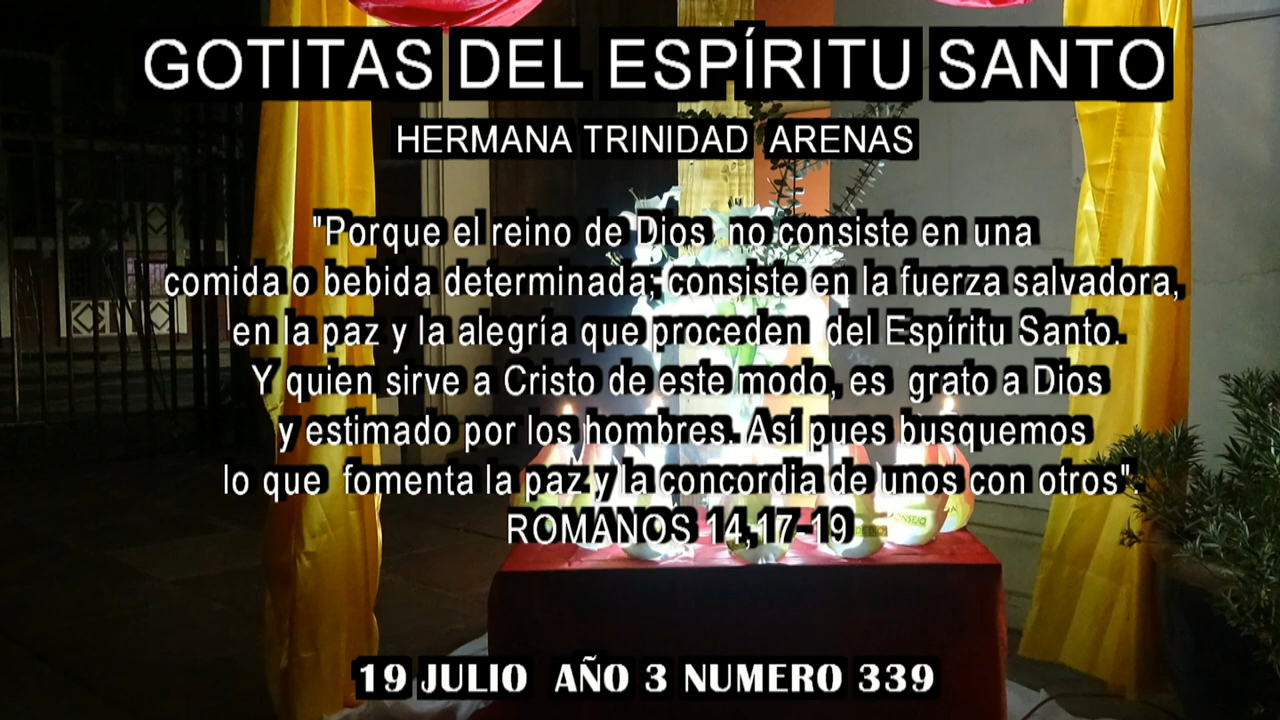 GOTITAS DEL ESPÍRITU SANTO
HERMANA TRINIDAD ARENAS
"Porque el reino de Dios no consiste en una
comida o bebida determinada; consiste en la fuerza salvadora,
en la paz y la alegría que proceden del Espíritu Santo.
Y quien sirve a Cristo de este modo, es grato a Dios
y estimado por los hombres. Así pues busquemos
lo que fomenta la paz y la concordia de unos con otros".
ROMANOS 14,17-19
CONSEJO
19 JULIO AÑO 3 NUMERO 339